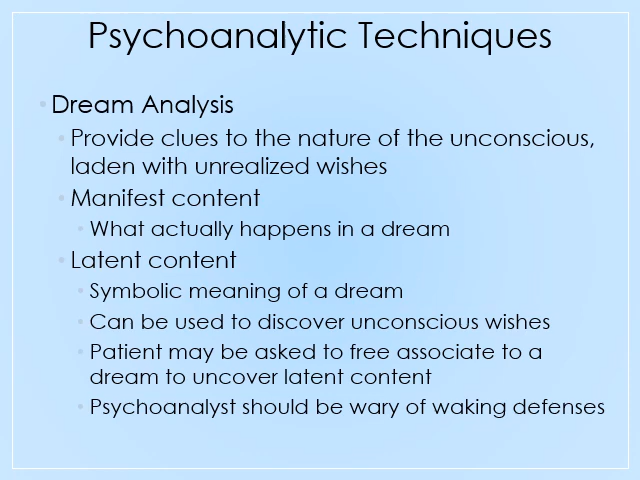 Psychoanalytic Techniques
• Dream Analysis
• Provide clues to the nature of the unconscious,
laden with unrealized wishes
• Manifest content
• What actually happens in a dream
• Latent content
• Symbolic meaning of a dream
• Can be used to discover unconscious wishes
• Patient may be asked to free associate to a
dream to uncover latent content
• Psychoanalyst should be wary of waking defenses